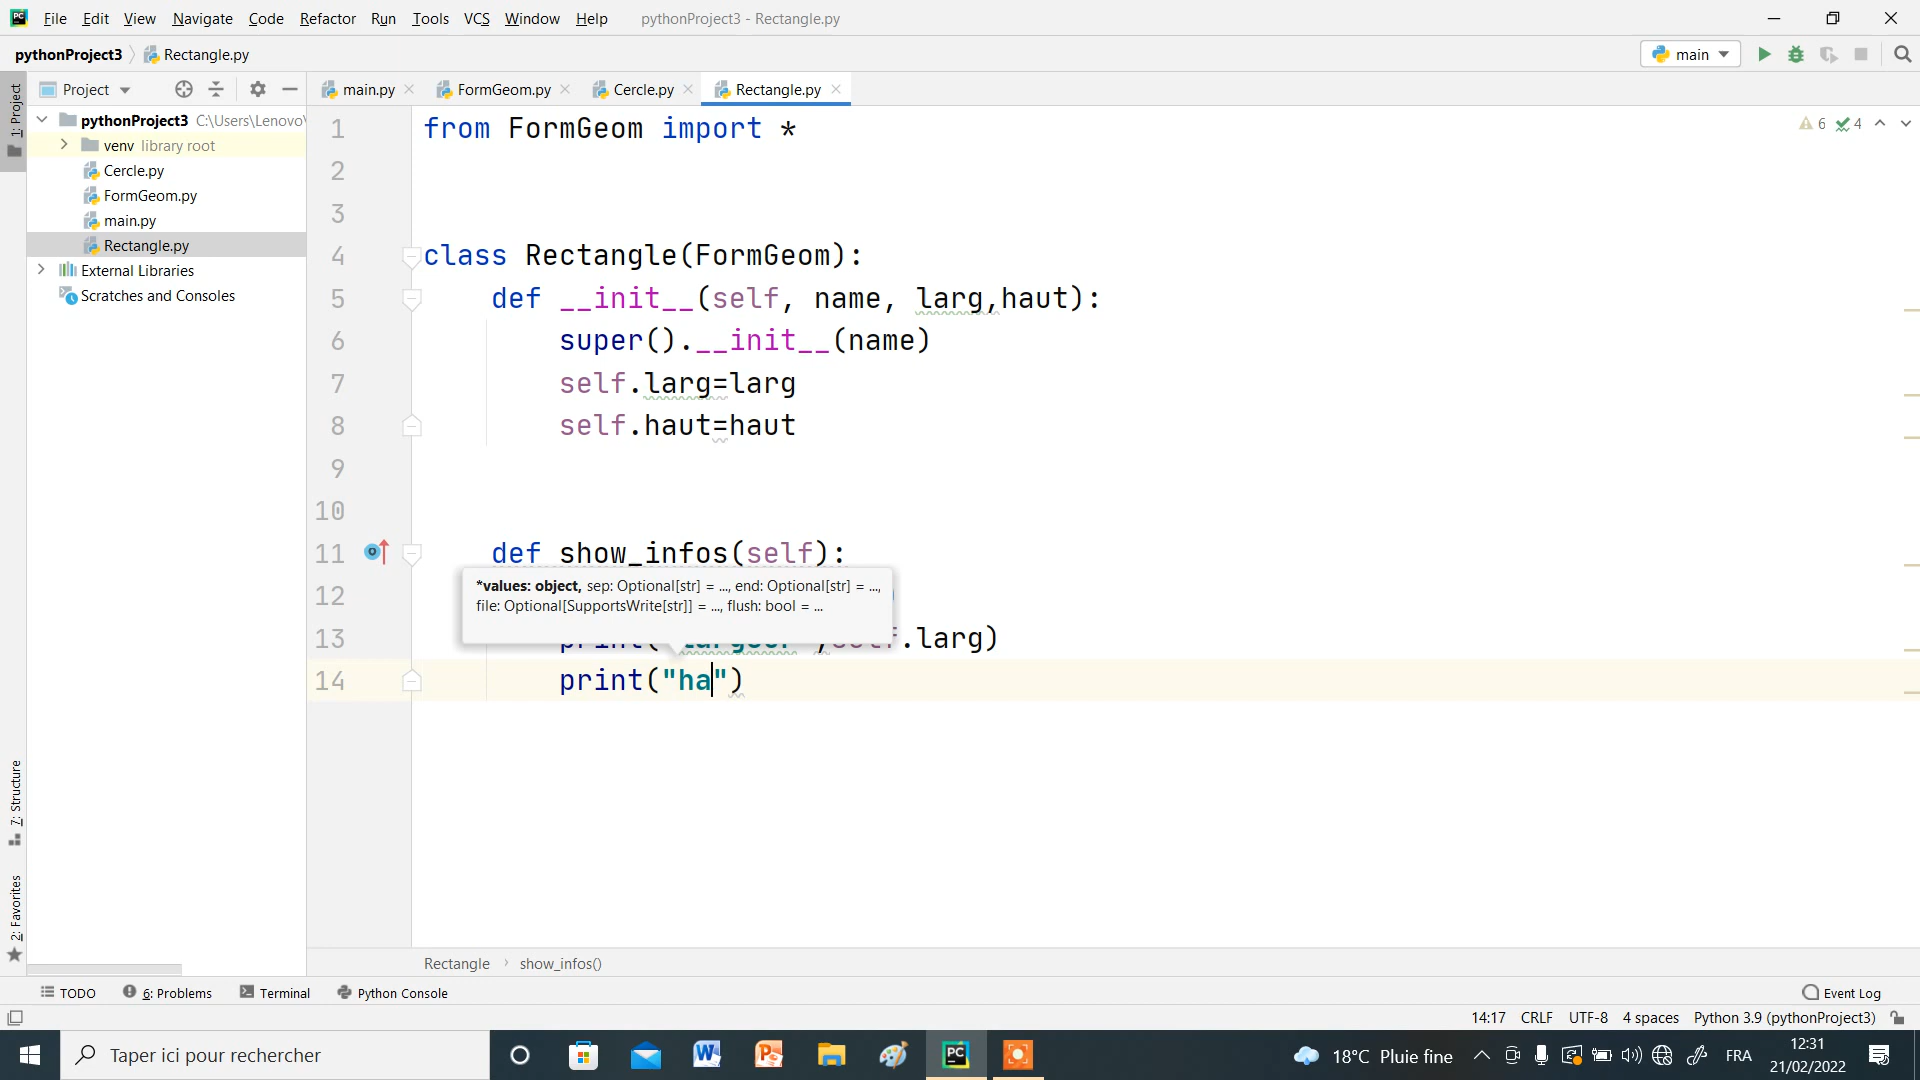 File Edit View Navigate Code Refactor Run Tools VCS Window Help pythonProject3 - Rectangle.py
pythonProject3 Rectangle.py main
Project main.py FormGeom.py Cercle.py Rectangle.py
1: Project
pythonProject3 C:\Users\Lenovo\
venv library root
Cercle.py
FormGeom.py
main.py
Rectangle.py
External Libraries
Scratches and Consoles
7: Structure
2: Favorites
6 4
1 from FormGeom import *
2
3
4 class Rectangle(FormGeom):
5 def __init__(self, name, larg,haut):
6 super().__init__(name)
7 self.larg=larg
8 self.haut=haut
9
10
11 def show_infos(self):
*values: object, sep: Optional[str] = ..., end: Optional[str] = ...,
file: Optional[SupportsWrite[str]] = ..., flush: bool = ...
12
13 .larg)
14 print("ha")
Rectangle show_infos()
TODO 6: Problems Terminal Python Console Event Log
14:17 CRLF UTF-8 4 spaces Python 3.9 (pythonProject3)
Taper ici pour rechercher
18°C Pluie fine FRA 12:31
21/02/2022